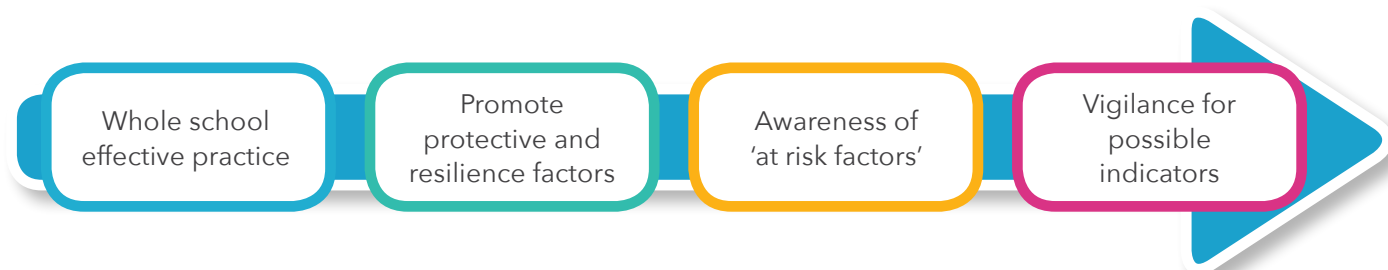 Whole school
effective practice
Promote
protective and
resilience factors
Awareness of
‘at risk factors’
Vigilance for
possible
indicators